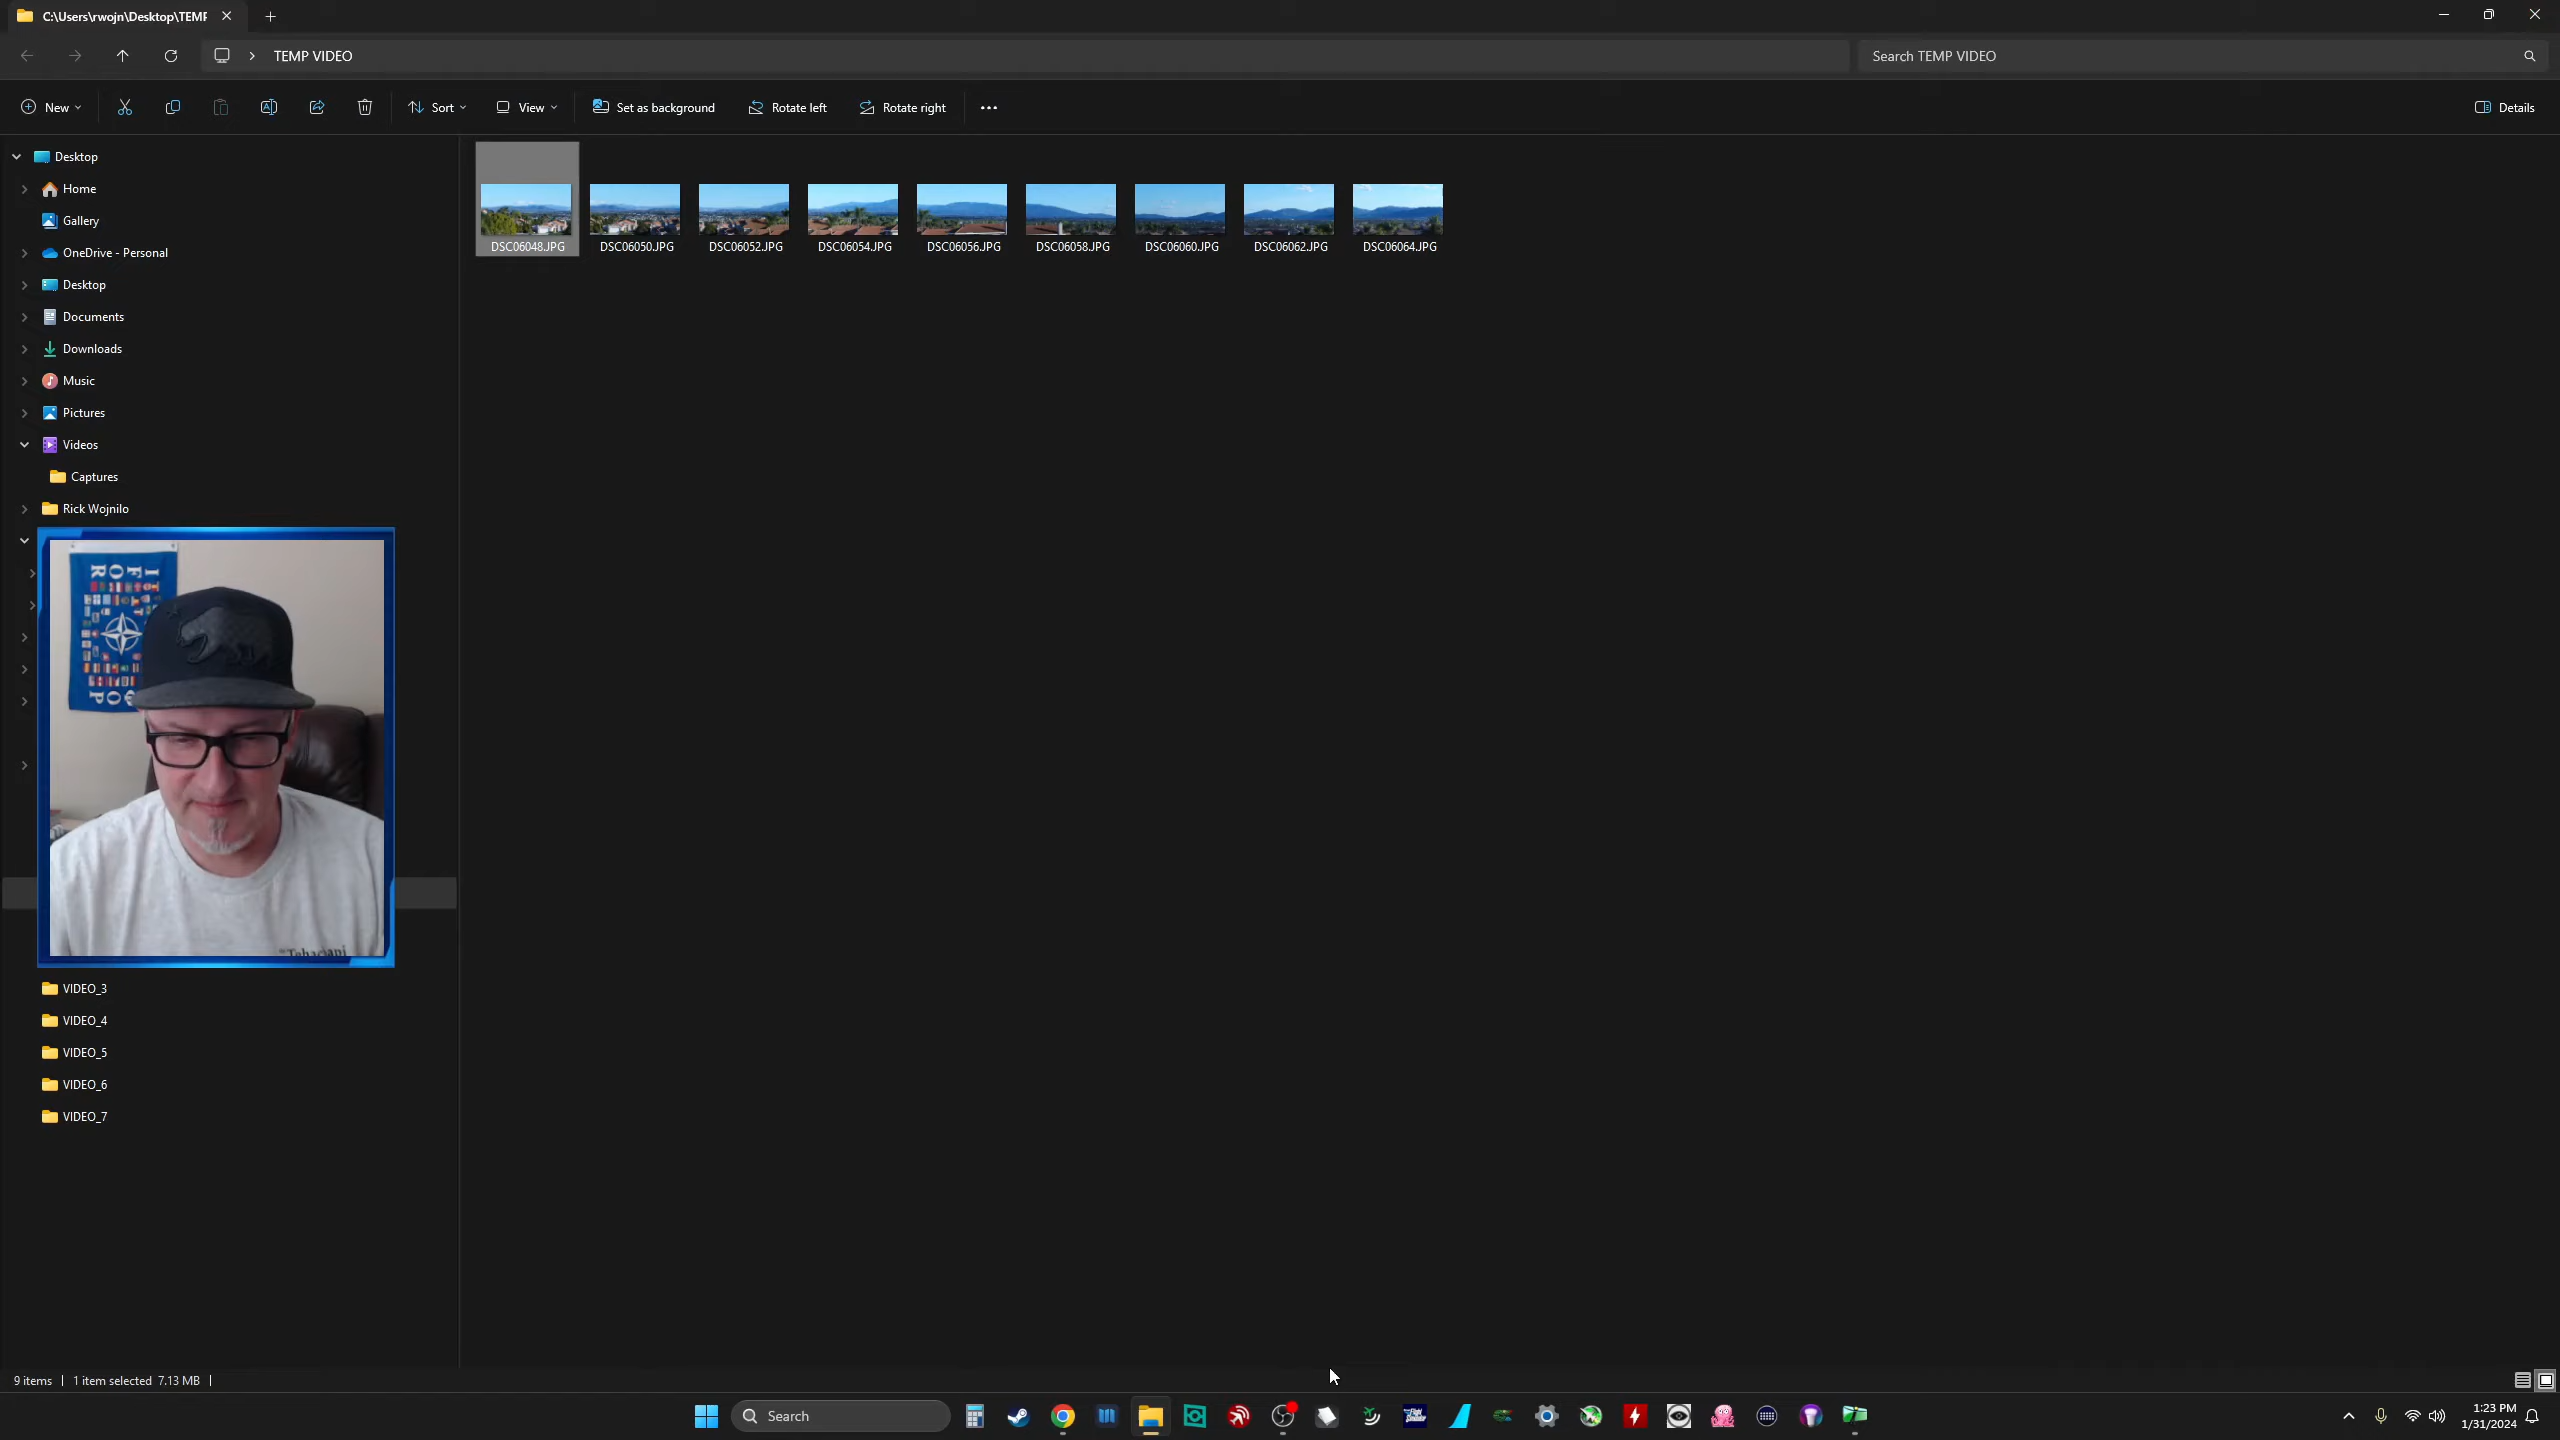 C:\Users\rwojn\Desktop\TEMP
TEMP VIDEO
Search TEMP VIDEO
New
Sort
View
Set as background
Rotate left
Rotate right
Details
Desktop
Home
Gallery
OneDrive - Personal
Desktop
Documents
Downloads
Music
Pictures
Videos
Captures
Rick Wojnilo
DSC06048.JPG
DSC06050.JPG
DSC06052.JPG
DSC06054.JPG
DSC06056.JPG
DSC06058.JPG
DSC06060.JPG
DSC06062.JPG
DSC06064.JPG
IFOR
VIDEO_3
VIDEO_4
VIDEO_5
VIDEO_6
VIDEO_7
9 items
1 item selected 7.13 MB
Search
1:23 PM
1/31/2024